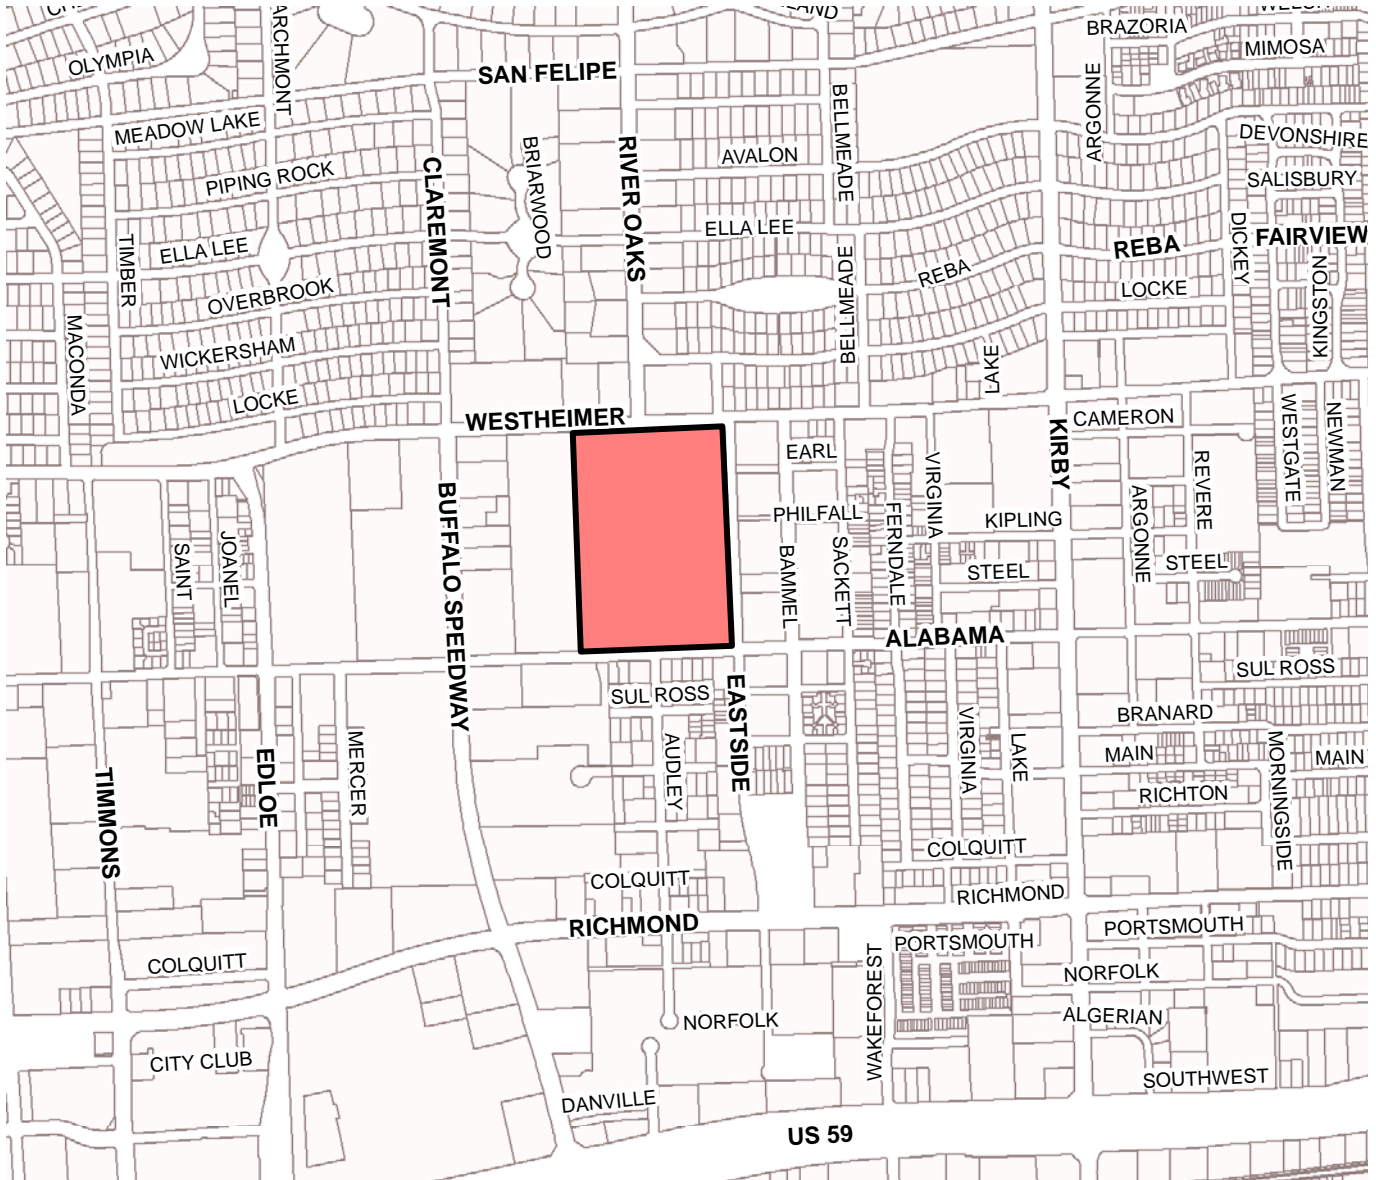 OLYMPIA
SAN FELIPE
BRAZORIA
MIMOSA
MEADOW LAKE
BELLMEADE
ARGONNE
DEVONSHIRE
AVALON
PIPING ROCK
CLAREMONT
BRIARWOOD
RIVER OAKS
SALISBURY
ELLA LEE
TIMBER
ELLA LEE
BELLMEADE
REBA
REBA
DICKEY
FAIRVIEW
OVERBROOK
LOCKE
KINGSTON
MACONDA
WICKERSHAM
LAKE
LOCKE
WESTHEIMER
CAMERON
WESTGATE
NEWMAN
KIRBY
EARL
VIRGINIA
REVERE
BUFFALO SPEEDWAY
PHILFALL
KIPLING
ARGONNE
SAINT
JOANEL
BAMMEL
SACKETT
FERNDALE
STEEL
STEEL
ALABAMA
SUL ROSS
SUL ROSS
EASTSIDE
BRANARD
VIRGINIA
LAKE
MAIN
MAIN
MORNINGSIDE
MERCER
EDLOE
AUDLEY
TIMMONS
RICHTON
COLQUITT
COLQUITT
RICHMOND
RICHMOND
PORTSMOUTH
PORTSMOUTH
COLQUITT
NORFOLK
WAKEFOREST
NORFOLK
ALGERIAN
CITY CLUB
SOUTHWEST
DANVILLE
US 59